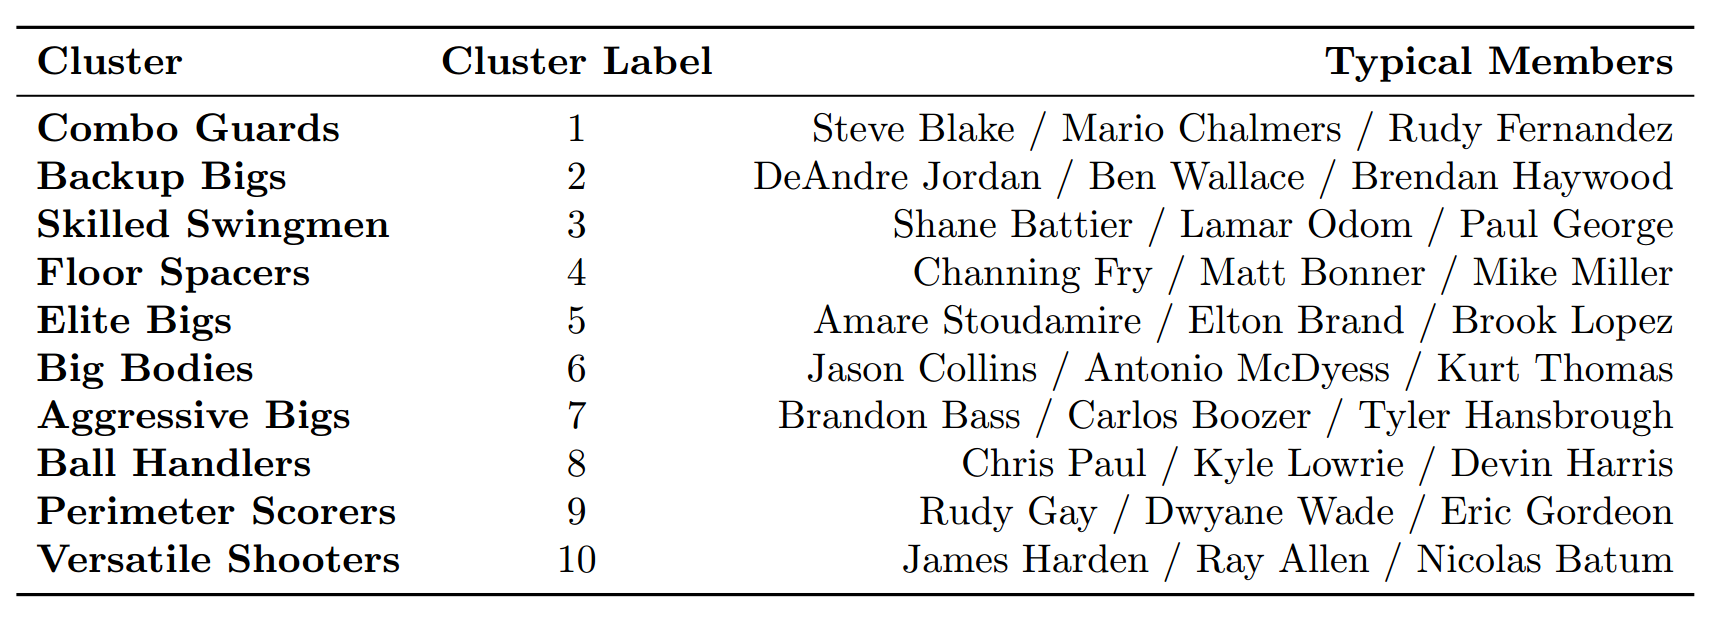 Cluster Cluster Label Typical Members
Combo Guards 1 Steve Blake / Mario Chalmers / Rudy Fernandez
Backup Bigs 2 DeAndre Jordan / Ben Wallace / Brendan Haywood
Skilled Swingmen 3 Shane Battier / Lamar Odom / Paul George
Floor Spacers 4 Channing Fry / Matt Bonner / Mike Miller
Elite Bigs 5 Amare Stoudamire / Elton Brand / Brook Lopez
Big Bodies 6 Jason Collins / Antonio McDyess / Kurt Thomas
Aggressive Bigs 7 Brandon Bass / Carlos Boozer / Tyler Hansbrough
Ball Handlers 8 Chris Paul / Kyle Lowrie / Devin Harris
Perimeter Scorers 9 Rudy Gay / Dwyane Wade / Eric Gordeon
Versatile Shooters 10 James Harden / Ray Allen / Nicolas Batum